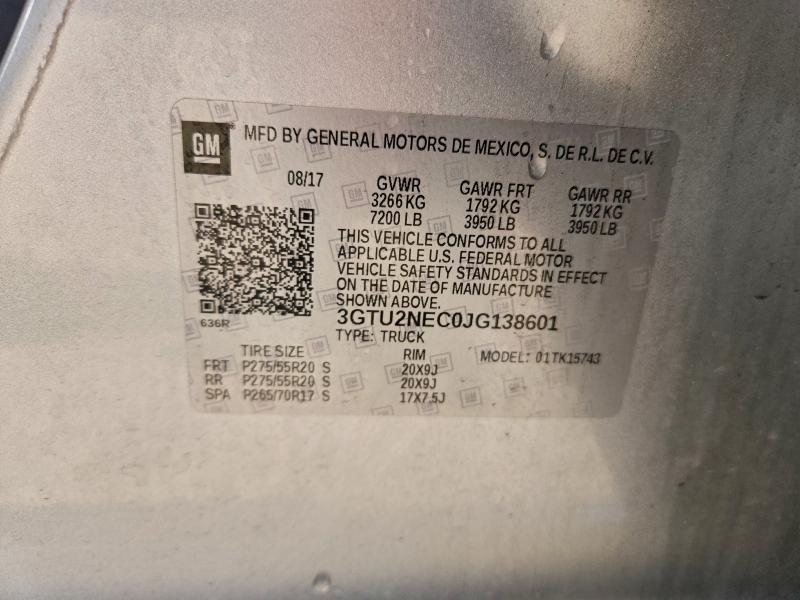 GM MFD BY GENERAL MOTORS DE MEXICO, S. DE R.L. DE C.V.
08/17 GVWR GAWR FRT GAWR RR
3266 KG 1792 KG 1792 KG
7200 LB 3950 LB 3950 LB
THIS VEHICLE CONFORMS TO ALL
APPLICABLE U.S. FEDERAL MOTOR
VEHICLE SAFETY STANDARDS IN EFFECT
ON THE DATE OF MANUFACTURE
SHOWN ABOVE.
636R 3GTU2NEC0JG138601
TYPE: TRUCK
TIRE SIZE RIM MODEL: 01TK15743
FRT P275/55R20 S 20X9J
RR P275/55R20 S 20X9J
SPA P265/70R17 S 17X7.5J